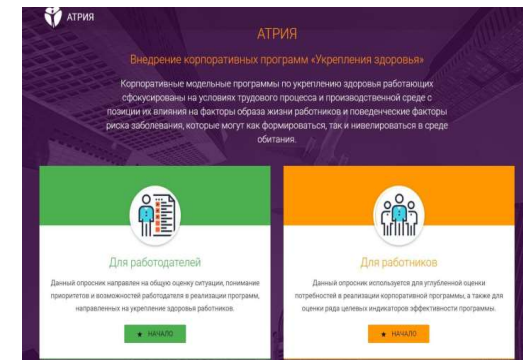 АТРИЯ
АТРИЯ
Внедрение корпоративных программ «Укрепления здоровья»
Корпоративные модельные программы по укреплению здоровья работающих
сфокусированы на условиях трудового процесса и производственной среде с
позиции их влияния на факторы образа жизни работников и поведенческие факторы
риска заболевания, которые могут как формироваться, так и нивелироваться в среде
обитания.
Для работодателей
Данный опросник направлен на общую оценку ситуации, понимание
приоритетов и возможностей работодателя в реализации программ,
направленных на укрепление здоровья работников.
★ НАЧАЛО
Для работников
Данный опросник используется для углубленной оценки
потребностей в реализации корпоративной программы, а также для
оценки ряда целевых индикаторов эффективности программы.
★ НАЧАЛО